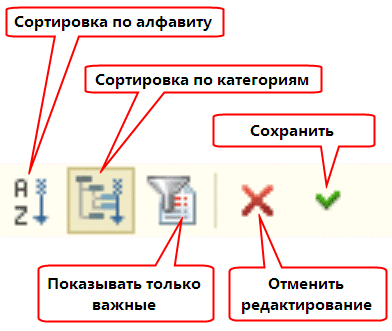 Сортировка по алфавиту
Сортировка по категориям
Сохранить
A
Z
Показывать только
важные
Отменить
редактирование